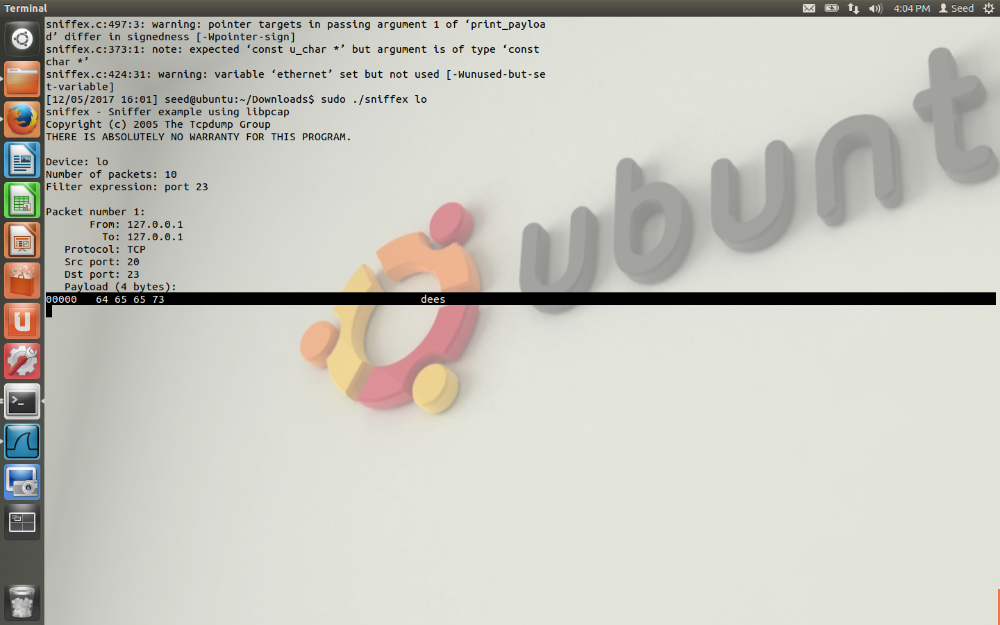 Terminal
4:04 PM Seed
sniffex.c:497:3: warning: pointer targets in passing argument 1 of ‘print_payloa
d’ differ in signedness [-Wpointer-sign]
sniffex.c:373:1: note: expected ‘const u_char *’ but argument is of type ‘const
char *’
sniffex.c:424:31: warning: variable ‘ethernet’ set but not used [-Wunused-but-se
t-variable]
[12/05/2017 16:01] seed@ubuntu:~/Downloads$ sudo ./sniffex lo
sniffex - Sniffer example using libpcap
Copyright (c) 2005 The Tcpdump Group
THERE IS ABSOLUTELY NO WARRANTY FOR THIS PROGRAM.
Device: lo
Number of packets: 10
Filter expression: port 23
Packet number 1:
From: 127.0.0.1
To: 127.0.0.1
Protocol: TCP
Src port: 20
Dst port: 23
Payload (4 bytes):
00000 64 65 65 73 dees
ubunt